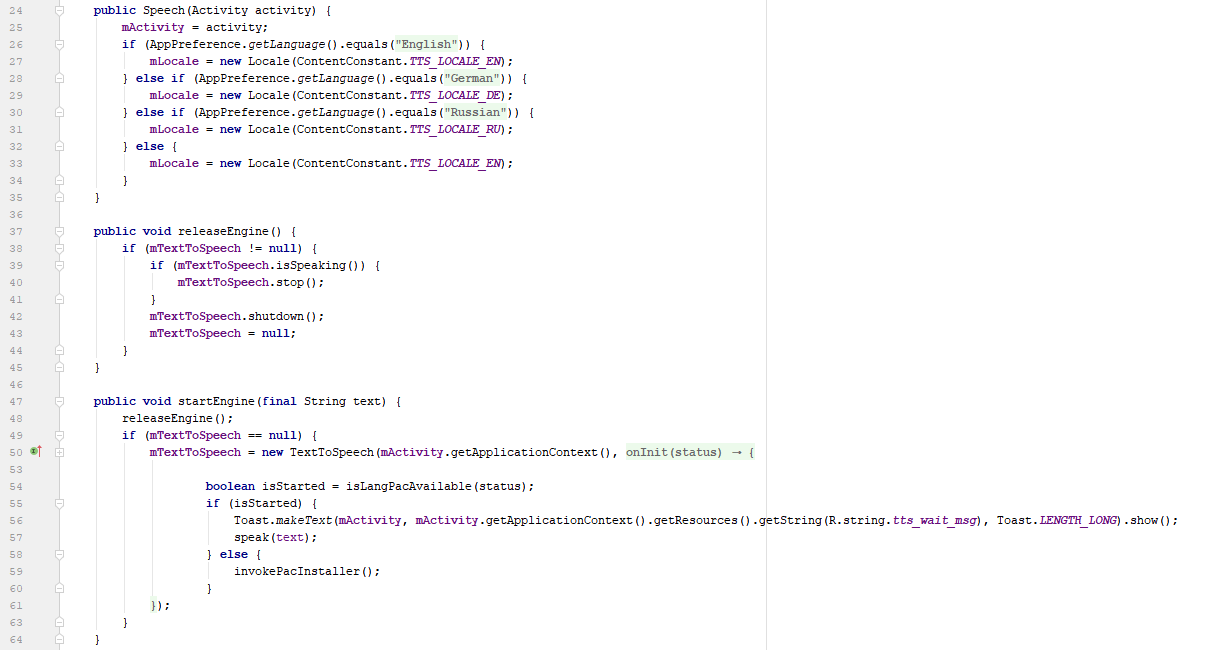 24 public Speech(Activity activity) {
25 mActivity = activity;
26 if (AppPreference.getLanguage().equals("English")) {
27 mLocale = new Locale(ContentConstant.TTS_LOCALE_EN);
28 } else if (AppPreference.getLanguage().equals("German")) {
29 mLocale = new Locale(ContentConstant.TTS_LOCALE_DE);
30 } else if (AppPreference.getLanguage().equals("Russian")) {
31 mLocale = new Locale(ContentConstant.TTS_LOCALE_RU);
32 } else {
33 mLocale = new Locale(ContentConstant.TTS_LOCALE_EN);
34 }
35 }
36
37 public void releaseEngine() {
38 if (mTextToSpeech != null) {
39 if (mTextToSpeech.isSpeaking()) {
40 mTextToSpeech.stop();
41 }
42 mTextToSpeech.shutdown();
43 mTextToSpeech = null;
44 }
45 }
46
47 public void startEngine(final String text) {
48 releaseEngine();
49 if (mTextToSpeech == null) {
50 mTextToSpeech = new TextToSpeech(mActivity.getApplicationContext(), onInit(status) → {
53
54 boolean isStarted = isLangPacAvailable(status);
55 if (isStarted) {
56 Toast.makeText(mActivity, mActivity.getApplicationContext().getResources().getString(R.string.tts_wait_msg), Toast.LENGTH_LONG).show();
57 speak(text);
58 } else {
59 invokePacInstaller();
60 }
61 });
63 }
64 }